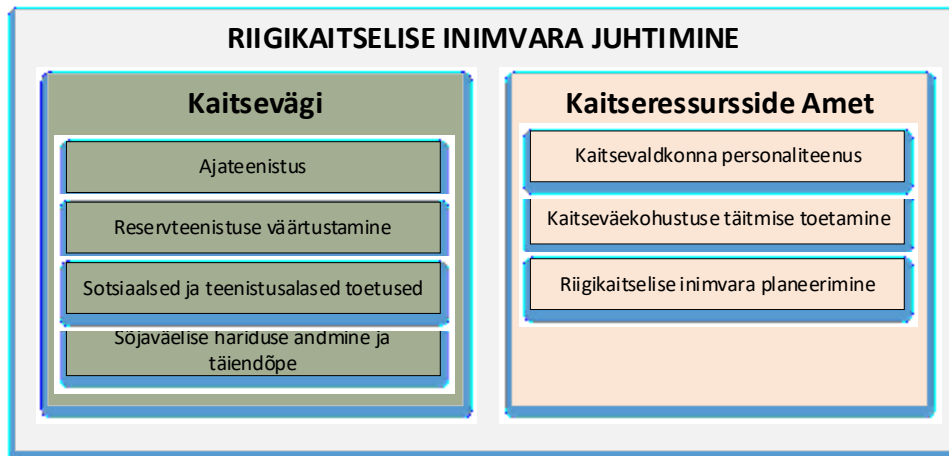 RIIGIKAITSELISE INIMVARA JUHTIMINE
Kaitsevägi
Ajateenistus
Reservteenistuse väärtustamine
Sotsiaalsed ja teenistusalased toetused
Sõjaväelise hariduse andmine ja
täiendõpe
Kaitseressursside Amet
Kaitsevaldkonna personaliteenus
Kaitseväekohustuse täitmise toetamine
Riigikaitselise inimvara planeerimine